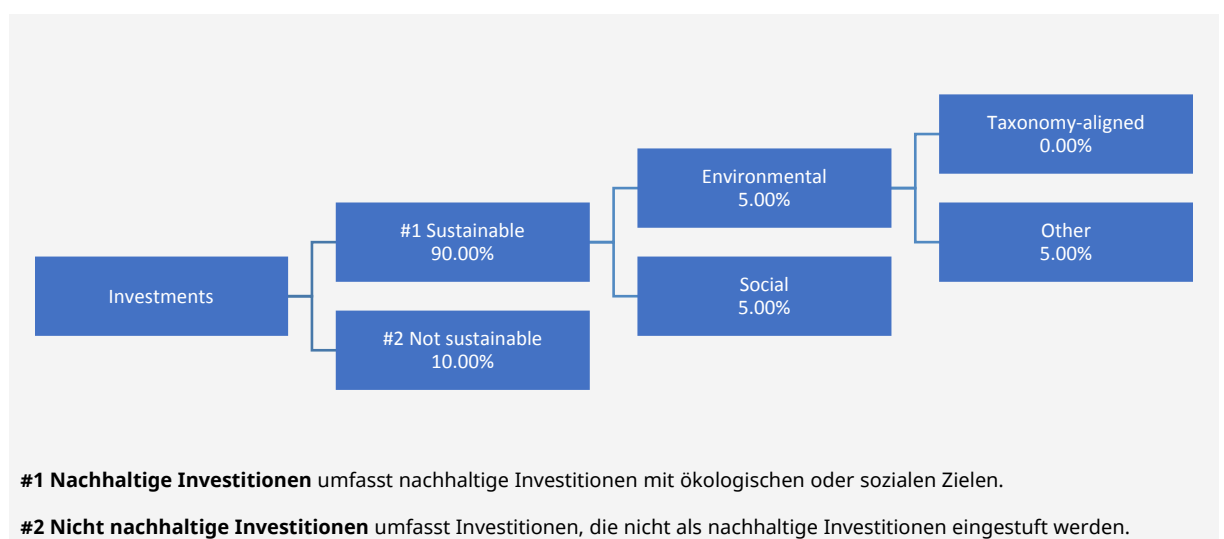 Investments
#1 Sustainable
90.00%
#2 Not sustainable
10.00%
Environmental
5.00%
Social
5.00%
Taxonomy-aligned
0.00%
Other
5.00%
#1 Nachhaltige Investitionen umfasst nachhaltige Investitionen mit ökologischen oder sozialen Zielen.
#2 Nicht nachhaltige Investitionen umfasst Investitionen, die nicht als nachhaltige Investitionen eingestuft werden.